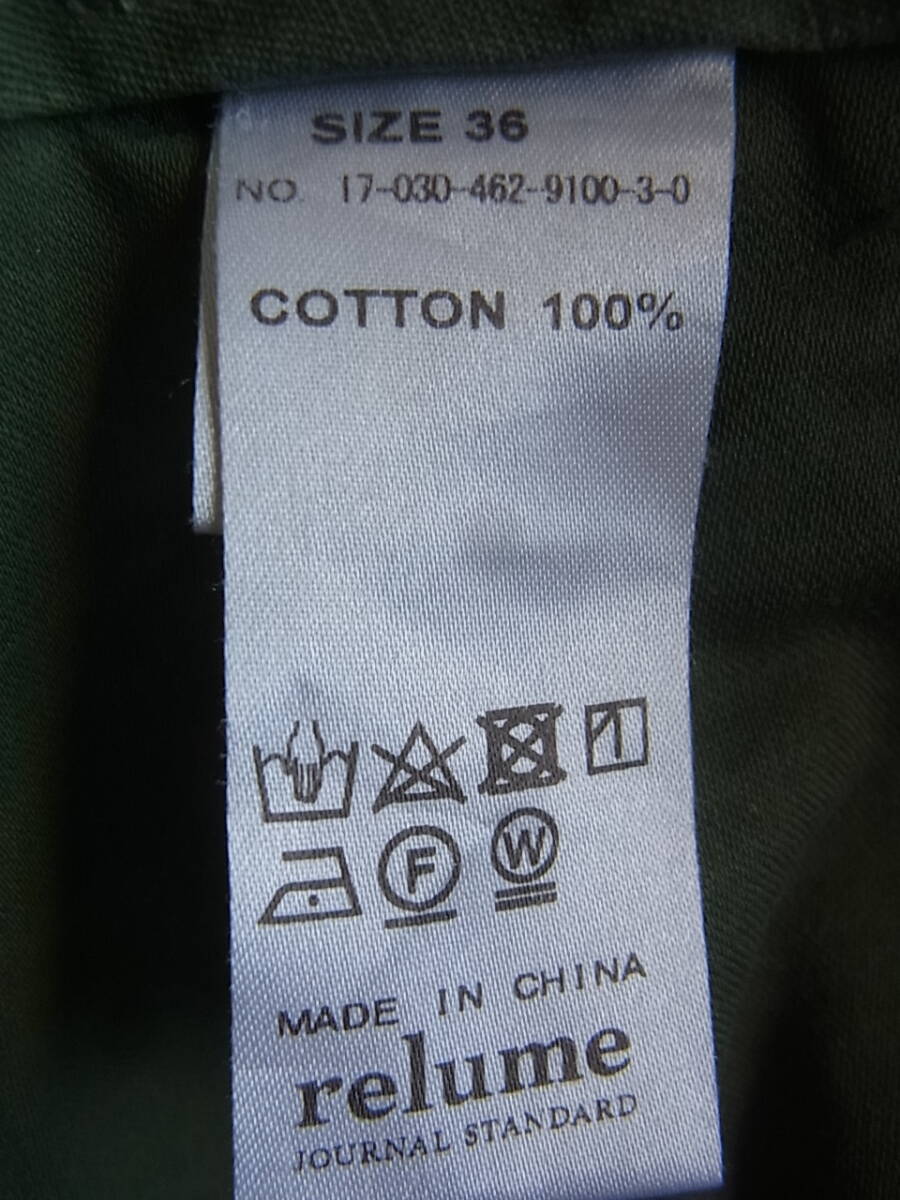 SIZE 36
NO. 17-030-462-9100-3-0
COTTON 100%
F W
MADE IN CHINA
relume
JOURNAL STANDARD